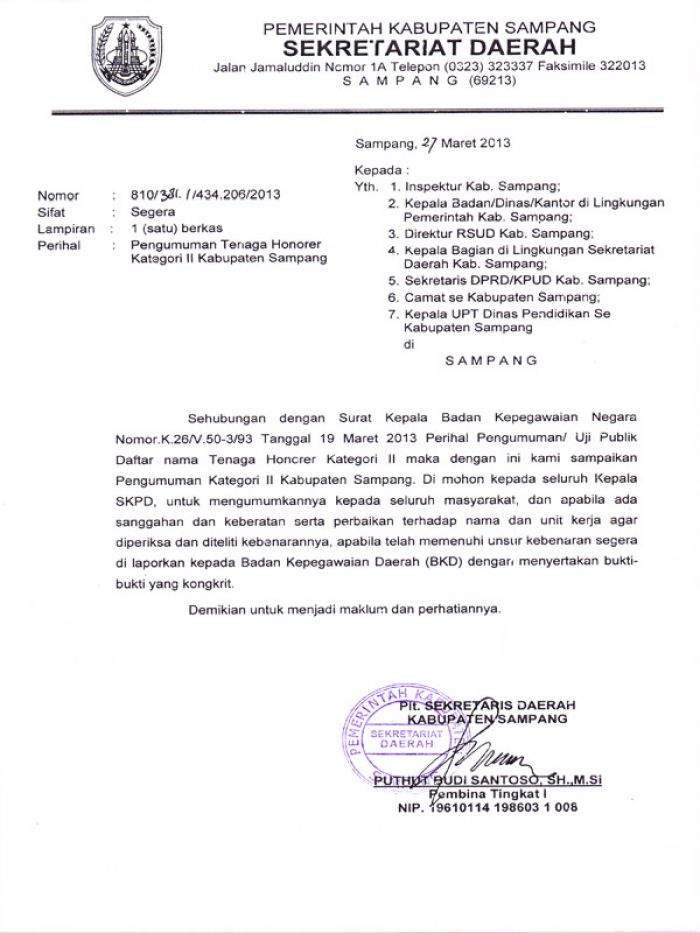 PEMERINTAH KABUPATEN SAMPANG
SEKRETARIAT DAERAH
Jalan Jamaluddin Nomor 1A Telepon (0323) 323337 Faksimile 322013
S A M P A N G (69213)
Sampang, 27 Maret 2013
Kepada :
Yth. 1. Inspektur Kab. Sampang;
2. Kepala Badan/Dinas/Kantor di Lingkungan
Pemerintah Kab. Sampang;
3. Direktur RSUD Kab. Sampang;
4. Kepala Bagian di Lingkungan Sekretariat
Daerah Kab. Sampang;
5. Sekretaris DPRD/KPUD Kab. Sampang;
6. Camat se Kabupaten Sampang;
7. Kepala UPT Dinas Pendidikan Se
Kabupaten Sampang
di
S A M P A N G
Nomor : 810/381.1/434.206/2013
Sifat : Segera
Lampiran : 1 (satu) berkas
Perihal : Pengumuman Tenaga Honorer
Kategori II Kabupaten Sampang
Sehubungan dengan Surat Kepala Badan Kepegawaian Negara
Nomor.K.26/V.50-3/93 Tanggal 19 Maret 2013 Perihal Pengumuman/ Uji Publik
Daftar nama Tenaga Honorer Kategori II maka dengan ini kami sampaikan
Pengumuman Kategori II Kabupaten Sampang. Di mohon kepada seluruh Kepala
SKPD, untuk mengumumkannya kepada seluruh masyarakat, dan apabila ada
sanggahan dan keberatan serta perbaikan terhadap nama dan unit kerja agar
diperiksa dan diteliti kebenarannya, apabila telah memenuhi unsur kebenaran segera
di laporkan kepada Badan Kepegawaian Daerah (BKD) dengan menyertakan bukti-
bukti yang kongkrit.
Demikian untuk menjadi maklum dan perhatiannya.
Plt. SEKRETARIS DAERAH
KABUPATEN SAMPANG
PEMERINTAH KAB
SEKRETARIAT
DAERAH
PUTHUT BUDI SANTOSO, SH.,M.Si
Pembina Tingkat I
NIP. 19610114 198603 1 008